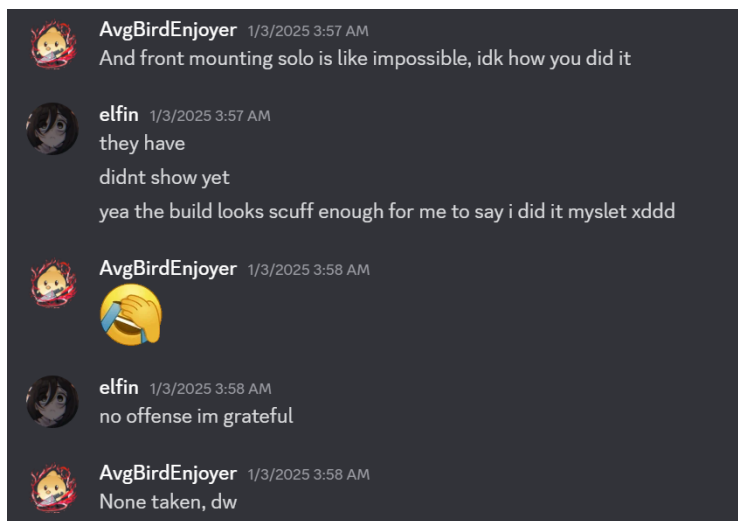 AvgBirdEnjoyer 1/3/2025 3:57 AM
And front mounting solo is like impossible, idk how you did it
elfin 1/3/2025 3:57 AM
they have
didnt show yet
yea the build looks scuff enough for me to say i did it myslet xddd
AvgBirdEnjoyer 1/3/2025 3:58 AM
elfin 1/3/2025 3:58 AM
no offense im grateful
AvgBirdEnjoyer 1/3/2025 3:58 AM
None taken, dw